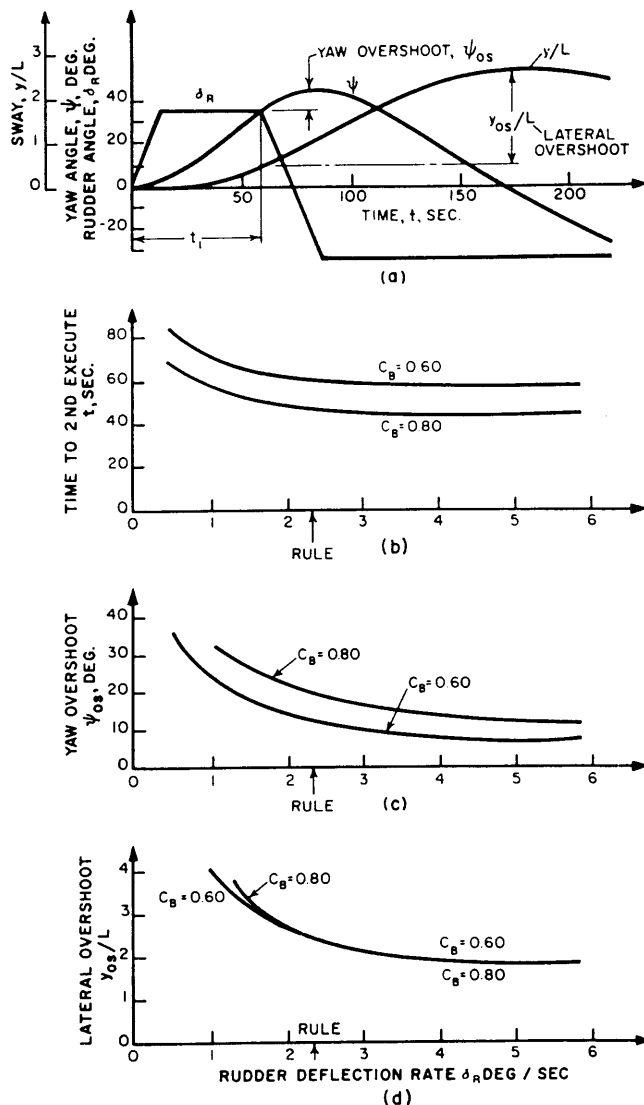 SWAY, y/L
3
2
1
0
YAW ANGLE, ψ, DEG.
RUDDER ANGLE, δR DEG.
40
20
0
-20
δR
YAW OVERSHOOT, ψos
ψ
y/L
yos/L LATERAL
OVERSHOOT
50
100
150
200
TIME, t, SEC.
t1
(a)
TIME TO 2ND EXECUTE
t, SEC.
80
60
40
20
0
CB=0.60
CB=0.80
0 1 2 3 4 5 6
RULE
(b)
YAW OVERSHOOT
ψos, DEG.
40
30
20
10
0
CB=0.80
CB=0.60
0 1 2 3 4 5 6
RULE
(c)
LATERAL OVERSHOOT
yos/L
4
3
2
1
0
CB=0.60
CB=0.80
CB=0.60
CB=0.80
RULE
0 1 2 3 4 5 6
RUDDER DEFLECTION RATE δR DEG / SEC
(d)